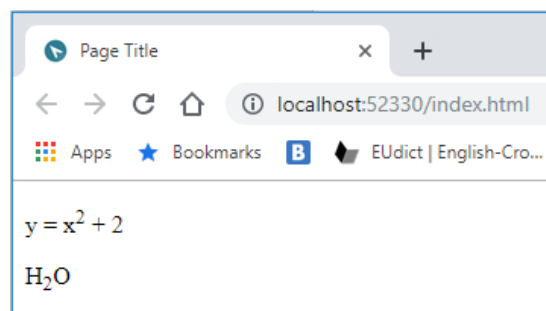 Page Title
localhost:52330/index.html
Apps Bookmarks B EUdict | English-Cro...
y = x² + 2
H₂O